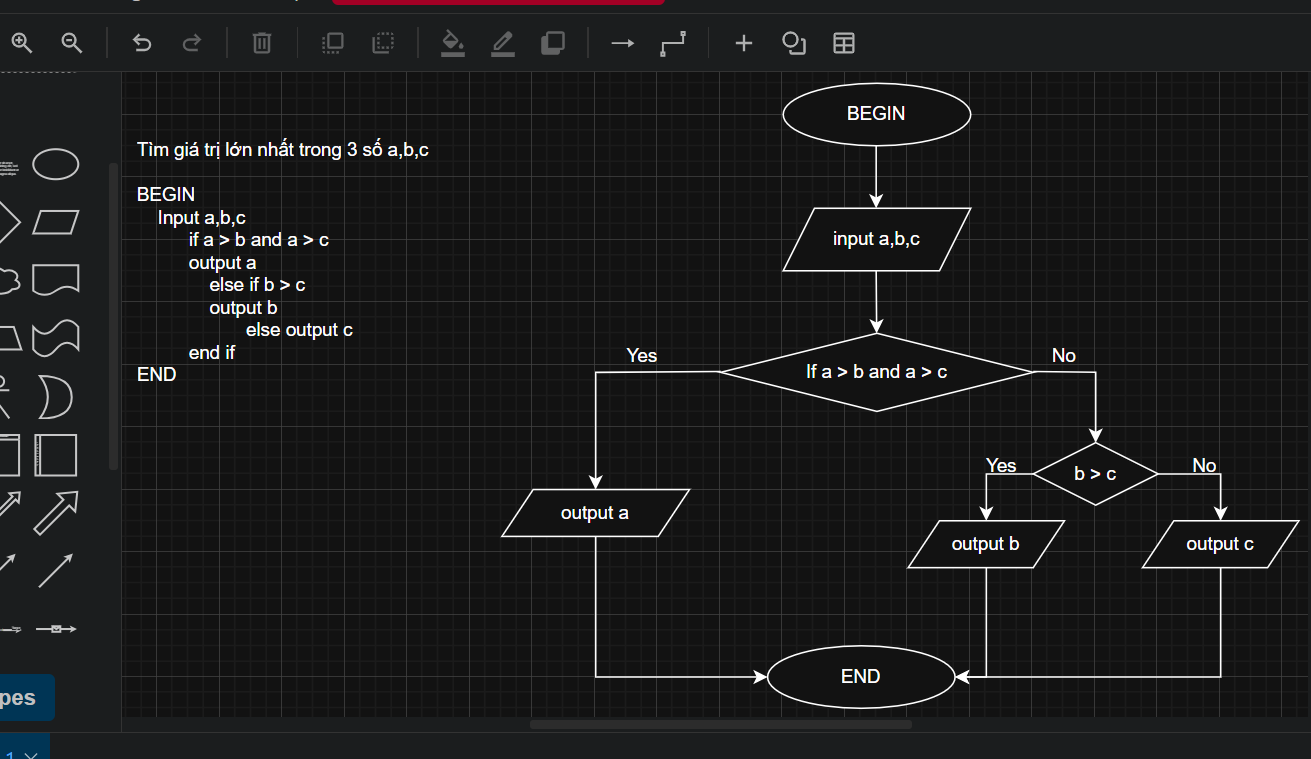 Tìm giá trị lớn nhất trong 3 số a,b,c
BEGIN
Input a,b,c
if a > b and a > c
output a
else if b > c
output b
else output c
end if
END
BEGIN
input a,b,c
Yes
If a > b and a > c
No
Yes
b > c
No
output a
output b
output c
END
pes
1